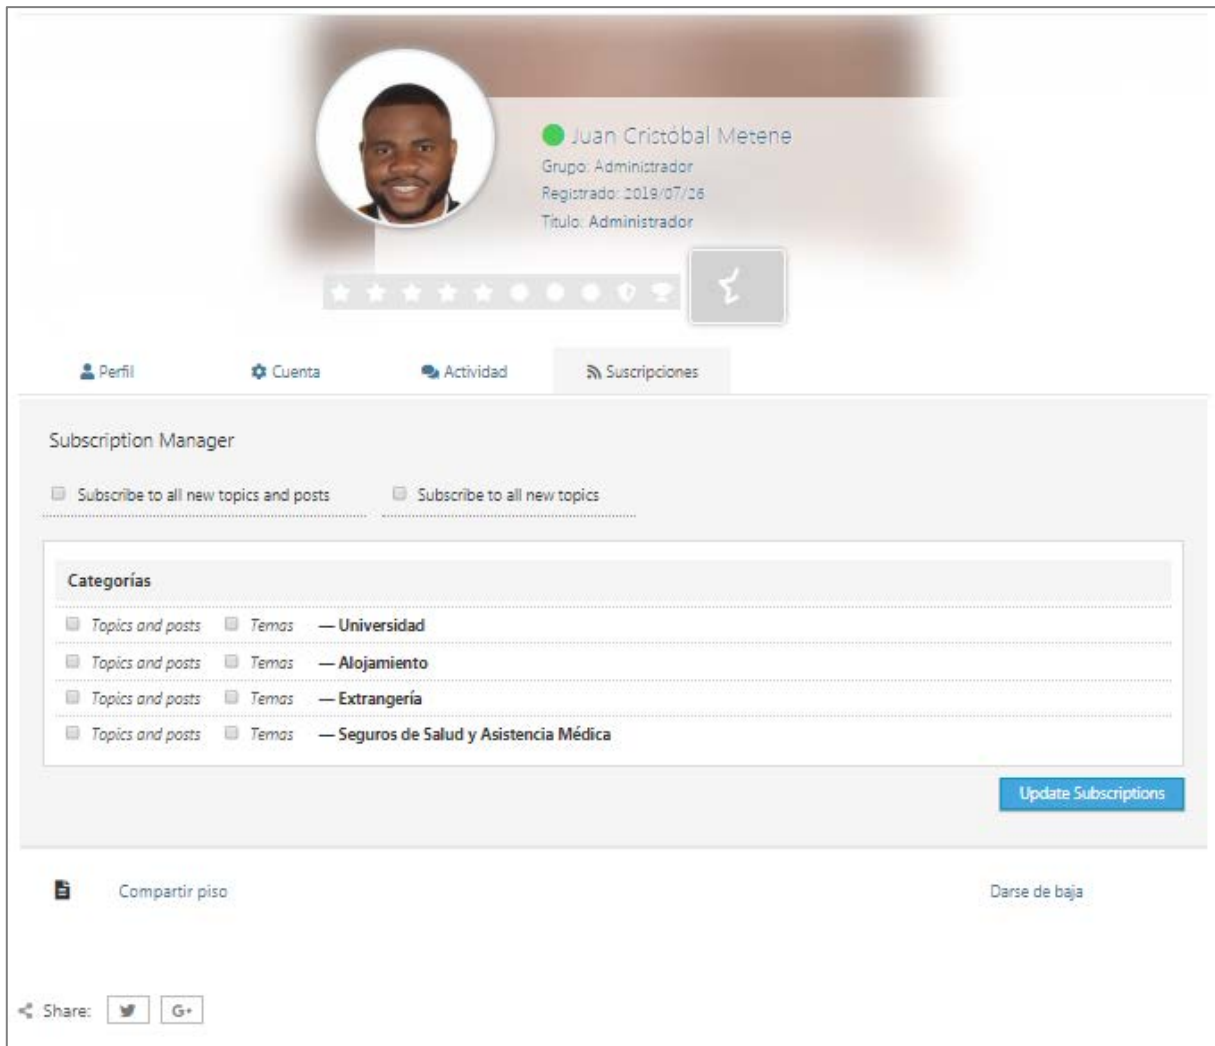 Juan Cristóbal Metene
Grupo: Administrador
Registrado: 2019/07/26
Título: Administrador
Perfil Cuenta Actividad Suscripciones
Subscription Manager
Subscribe to all new topics and posts Subscribe to all new topics
Categorías
Topics and posts Temas — Universidad
Topics and posts Temas — Alojamiento
Topics and posts Temas — Extrangería
Topics and posts Temas — Seguros de Salud y Asistencia Médica
Update Subscriptions
Compartir piso Darse de baja
Share: G+